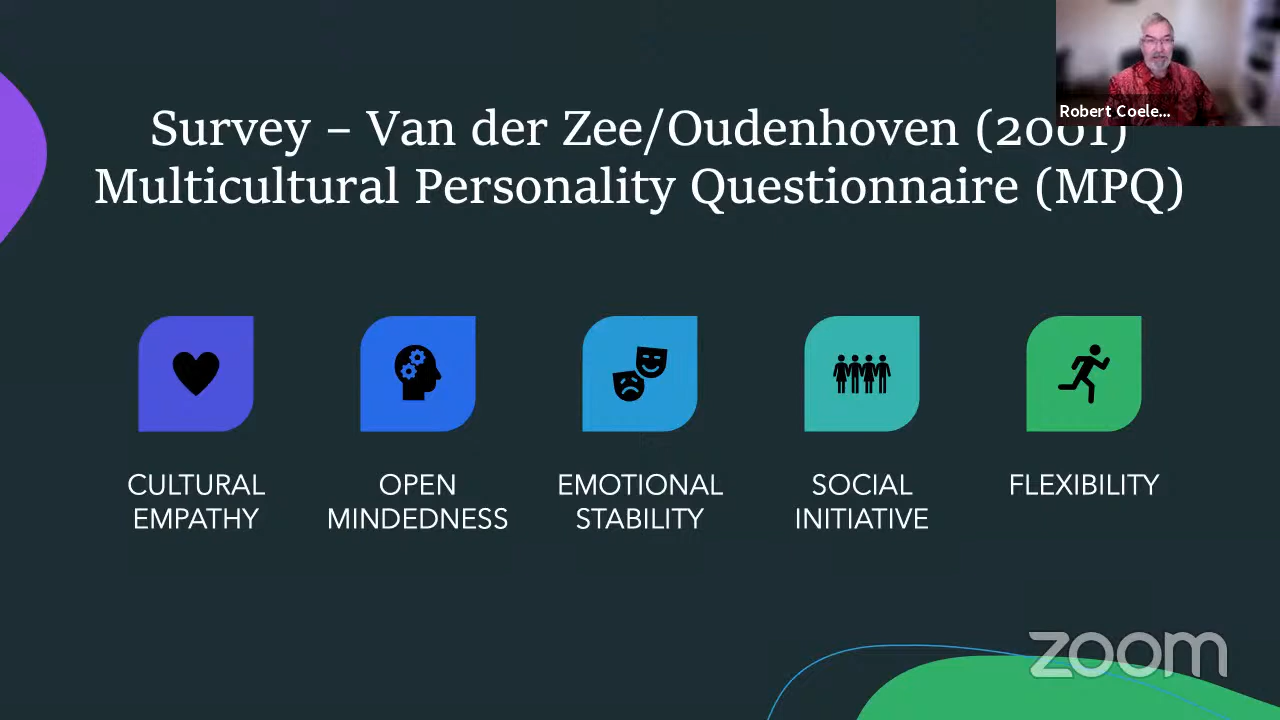 Robert Coele...
Survey – Van der Zee/Oudenhoven (2001)
Multicultural Personality Questionnaire (MPQ)
CULTURAL
EMPATHY
OPEN
MINDEDNESS
EMOTIONAL
STABILITY
SOCIAL
INITIATIVE
FLEXIBILITY
zoom